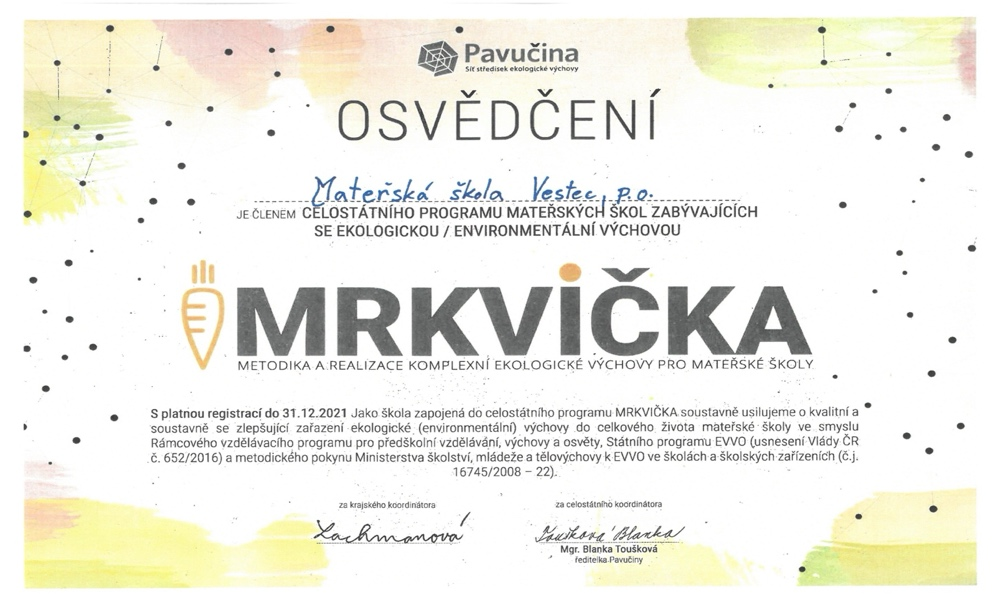 Pavučina
Síť středisek ekologické výchovy
OSVĚDČENÍ
Mateřská škola Vestec, p.o.
JE ČLENEM CELOSTÁTNÍHO PROGRAMU MATEŘSKÝCH ŠKOL ZABÝVAJÍCÍCH
SE EKOLOGICKOU / ENVIRONMENTÁLNÍ VÝCHOVOU
MRKVIČKA
METODIKA A REALIZACE KOMPLEXNÍ EKOLOGICKÉ VÝCHOVY PRO MATEŘSKÉ ŠKOLY
S platnou registrací do 31.12.2021 Jako škola zapojená do celostátního programu MRKVIČKA soustavně usilujeme o kvalitní a
soustavně se zlepšující zařazení ekologické (environmentální) výchovy do celkového života mateřské školy ve smyslu
Rámcového vzdělávacího programu pro předškolní vzdělávání, výchovy a osvěty, Státního programu EVVO (usnesení Vlády ČR
č. 652/2016) a metodického pokynu Ministerstva školství, mládeže a tělovýchovy k EVVO ve školách a školských zařízeních (č.j.
16745/2008 – 22).
za krajského koordinátora
za celostátního koordinátora
Lachmanová
Toušková Blanka
Mgr. Blanka Toušková
ředitelka Pavučiny